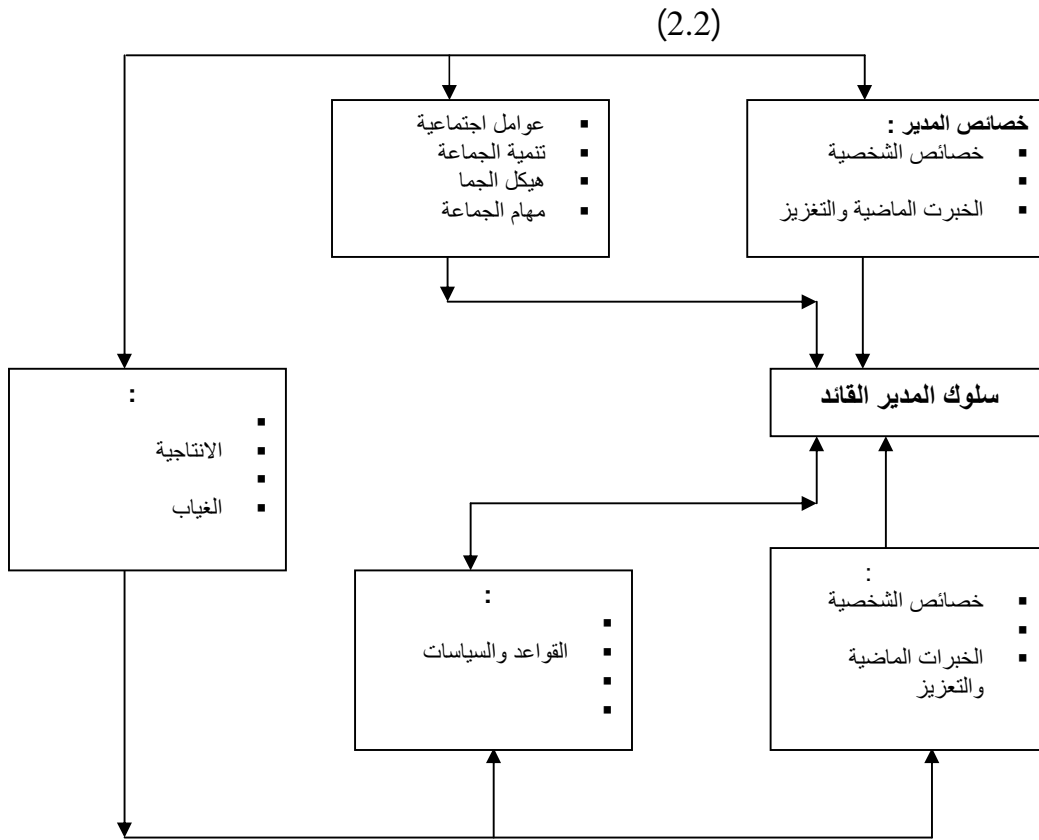 (2.2)
خصائص المدير :
▪ خصائص الشخصية
▪
▪ الخبرت الماضية والتغزيز
▪ عوامل اجتماعية
▪ تنمية الجماعة
▪ هيكل الجما
▪ مهام الجماعة
سلوك المدير القائد
:
▪
▪ الانتاجية
▪
▪ الغياب
:
▪ خصائص الشخصية
▪
▪ الخبرات الماضية
والتعزيز
:
▪
▪ القواعد والسياسات
▪
▪